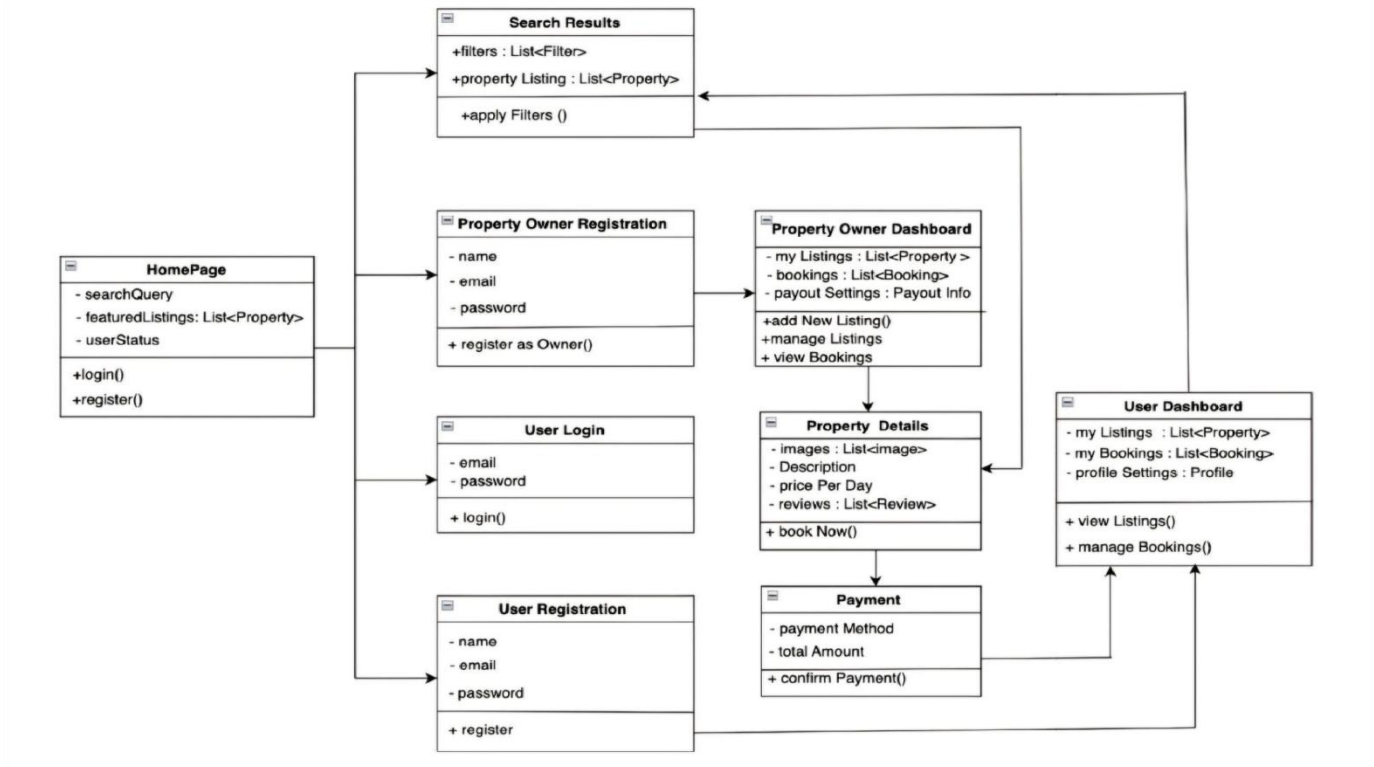 Search Results
+filters : List<Filter>
+property Listing : List<Property>
+apply Filters ()
Property Owner Registration
- name
- email
- password
+ register as Owner()
Property Owner Dashboard
- my Listings : List<Property >
- bookings : List<Booking>
- payout Settings : Payout Info
+add New Listing()
+manage Listings
+ view Bookings
HomePage
- searchQuery
- featuredListings: List<Property>
- userStatus
+login()
+register()
User Login
- email
- password
+ login()
Property Details
- images : List<image>
- Description
- price Per Day
- reviews : List<Review>
+ book Now()
User Dashboard
- my Listings : List<Property>
- my Bookings : List<Booking>
- profile Settings : Profile
+ view Listings()
+ manage Bookings()
User Registration
- name
- email
- password
+ register
Payment
- payment Method
- total Amount
+ confirm Payment()